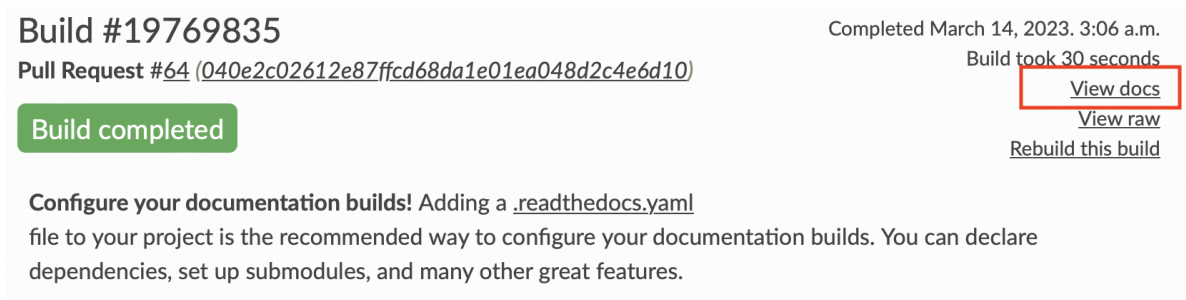 Build #19769835
Completed March 14, 2023. 3:06 a.m.
Pull Request #64 (040e2c02612e87ffcd68da1e01ea048d2c4e6d10)
Build took 30 seconds
View docs
View raw
Rebuild this build
Build completed
Configure your documentation builds! Adding a .readthedocs.yaml
file to your project is the recommended way to configure your documentation builds. You can declare
dependencies, set up submodules, and many other great features.